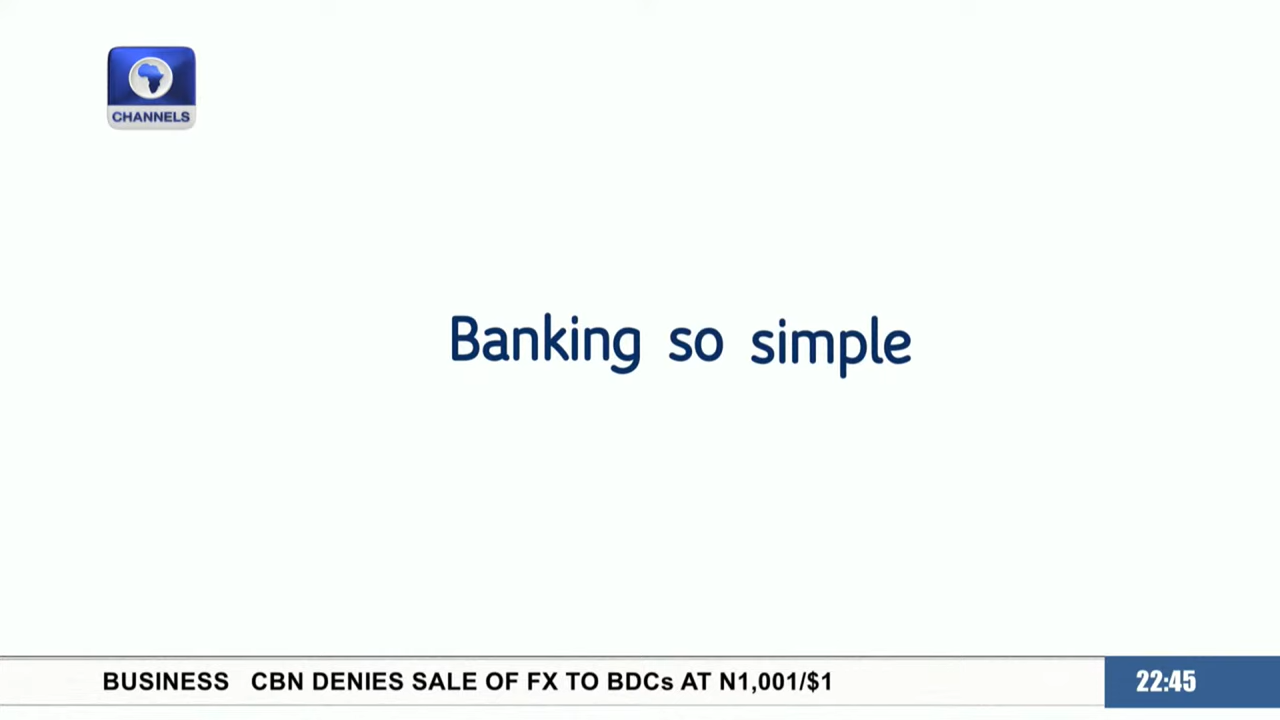 CHANNELS
Banking so simple
BUSINESS CBN DENIES SALE OF FX TO BDCs AT N1,001/$1
22:45